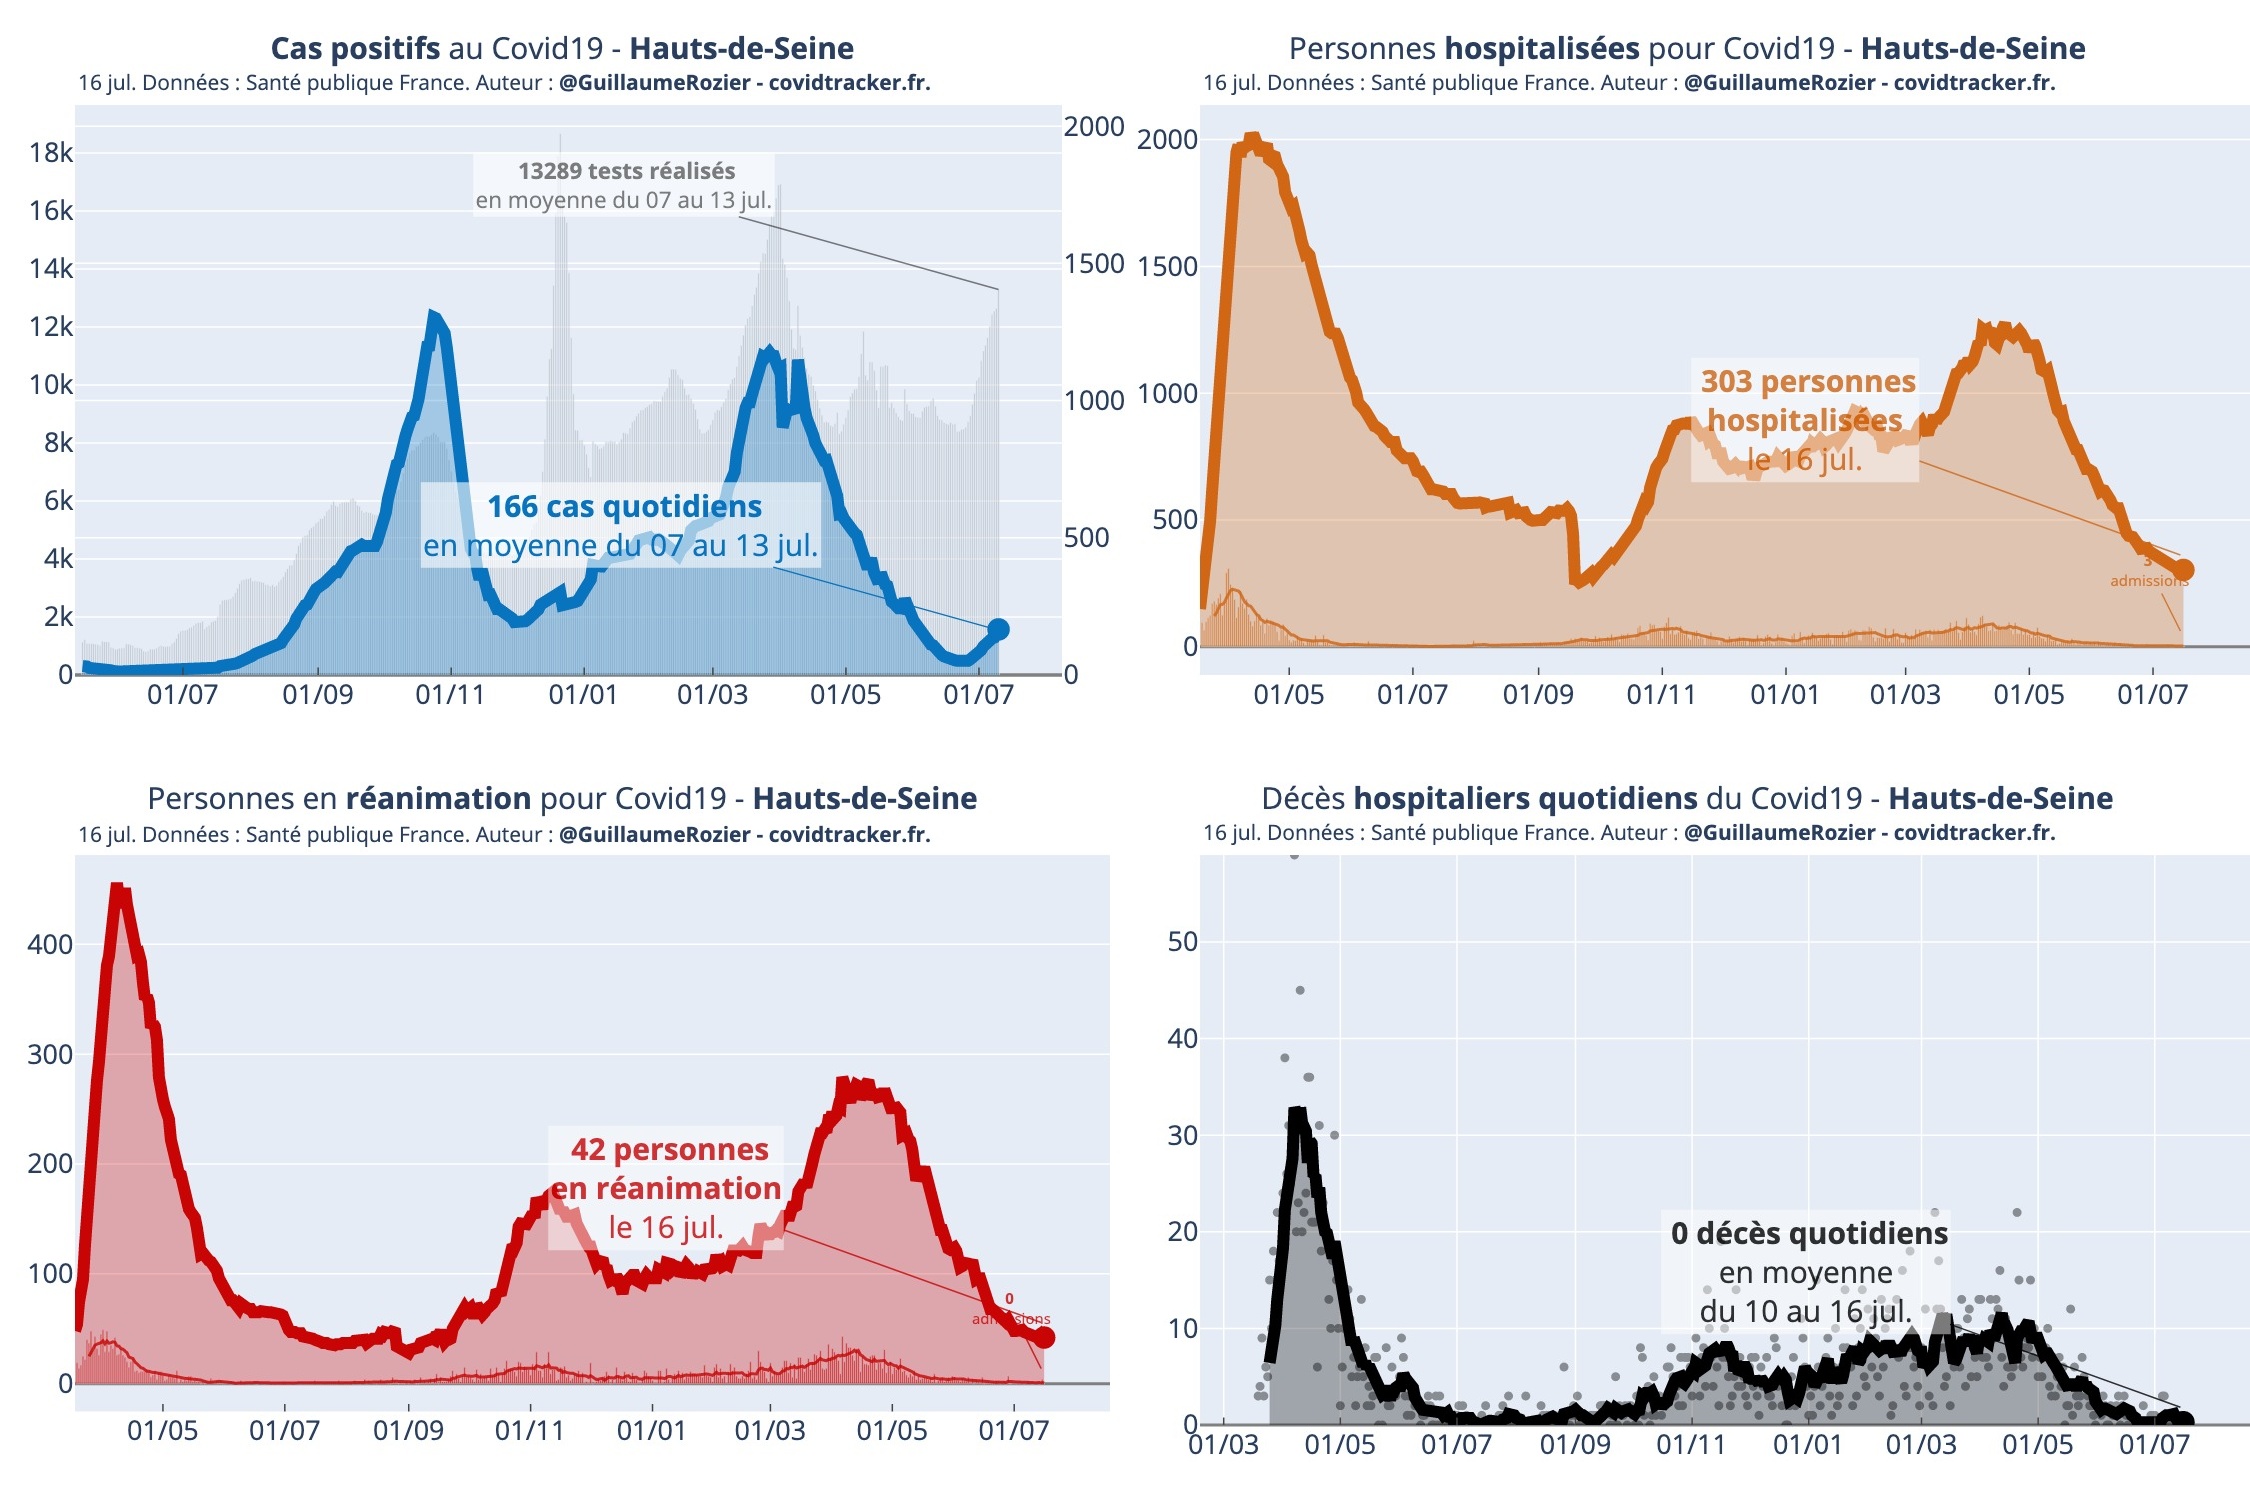 Cas positifs au Covid19 - Hauts-de-Seine
16 jul. Données : Santé publique France. Auteur : @GuillaumeRozier - covidtracker.fr.
18k
16k
14k
12k
10k
8k
6k
4k
2k
0
2000
1500
1000
500
0
13289 tests réalisés
en moyenne du 07 au 13 jul.
166 cas quotidiens
en moyenne du 07 au 13 jul.
01/07 01/09 01/11 01/01 01/03 01/05 01/07
Personnes hospitalisées pour Covid19 - Hauts-de-Seine
16 jul. Données : Santé publique France. Auteur : @GuillaumeRozier - covidtracker.fr.
2000
1500
1000
500
0
303 personnes
hospitalisées
le 16 jul.
3
admissions
01/05 01/07 01/09 01/11 01/01 01/03 01/05 01/07
Personnes en réanimation pour Covid19 - Hauts-de-Seine
16 jul. Données : Santé publique France. Auteur : @GuillaumeRozier - covidtracker.fr.
400
300
200
100
0
42 personnes
en réanimation
le 16 jul.
0
admissions
01/05 01/07 01/09 01/11 01/01 01/03 01/05 01/07
Décès hospitaliers quotidiens du Covid19 - Hauts-de-Seine
16 jul. Données : Santé publique France. Auteur : @GuillaumeRozier - covidtracker.fr.
50
40
30
20
10
0
0 décès quotidiens
en moyenne
du 10 au 16 jul.
01/03 01/05 01/07 01/09 01/11 01/01 01/03 01/05 01/07